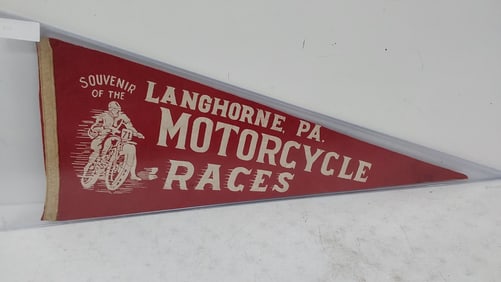 SOUVENIR
OF THE
LANGHORNE, PA.
MOTORCYCLE
RACES